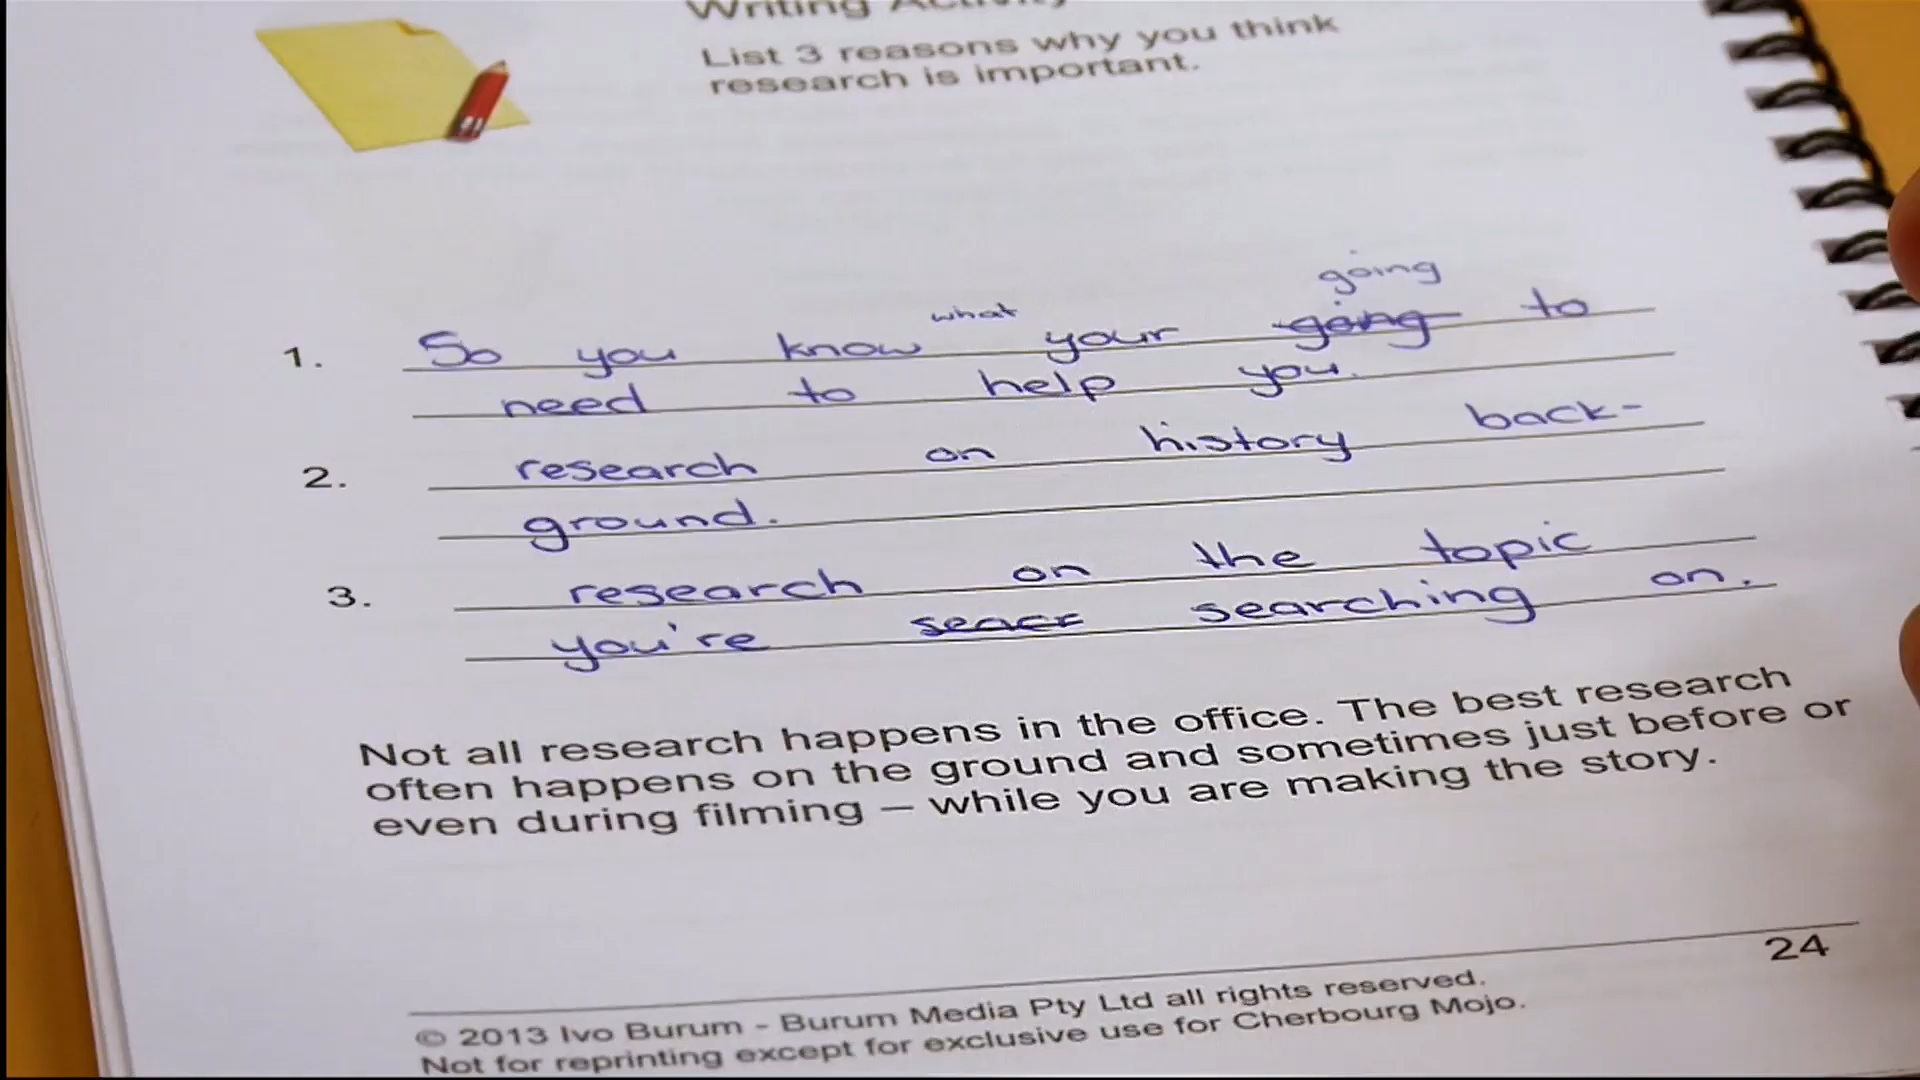 Writing Activity
List 3 reasons why you think
research is important.
going
what
1. So you know your going to
need to help you.
2. research on history back-
ground.
3. research on the topic
you're searching on.
Not all research happens in the office. The best research
often happens on the ground and sometimes just before or
even during filming – while you are making the story.
24
© 2013 Ivo Burum - Burum Media Pty Ltd all rights reserved.
Not for reprinting except for exclusive use for Cherbourg Mojo.